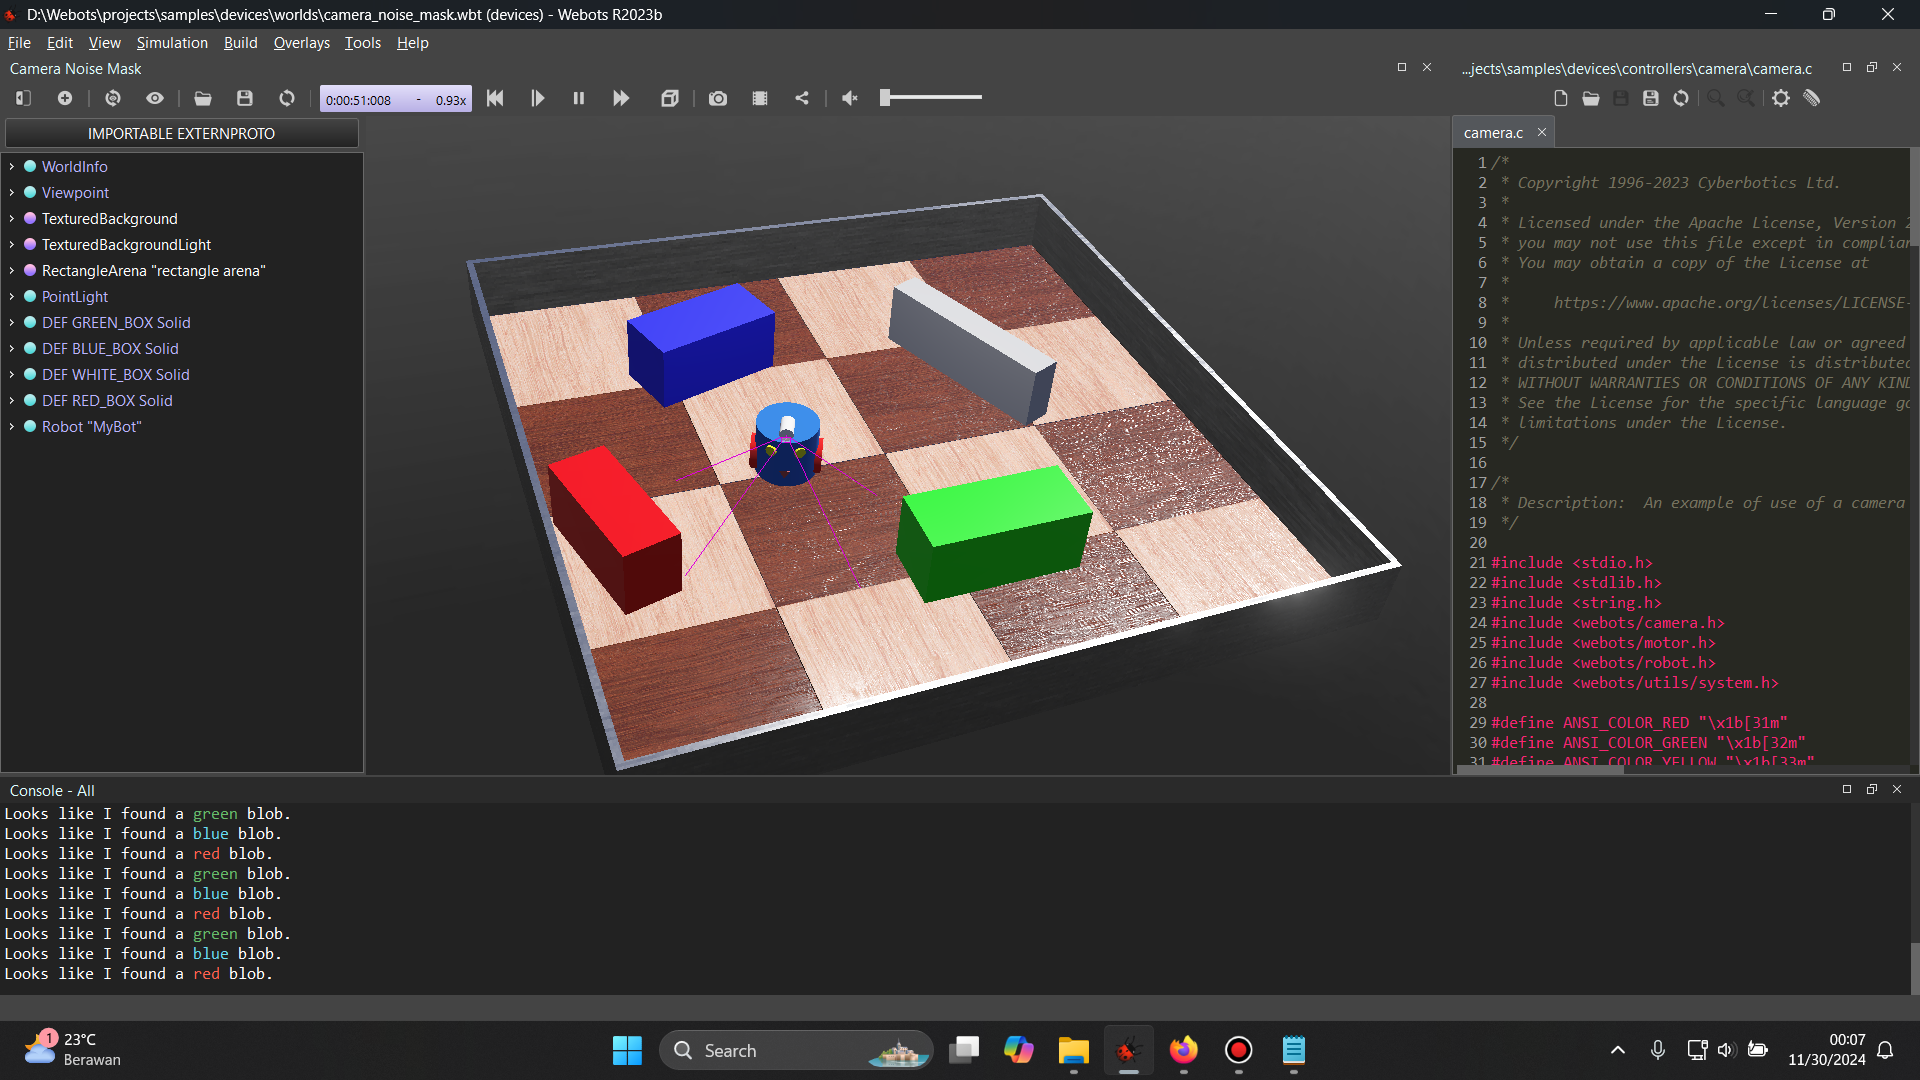 D:\Webots\projects\samples\devices\worlds\camera_noise_mask.wbt (devices) - Webots R2023b
File Edit View Simulation Build Overlays Tools Help
Camera Noise Mask
0:00:51:008 - 0.93x
IMPORTABLE EXTERNPROTO
WorldInfo
Viewpoint
TexturedBackground
TexturedBackgroundLight
RectangleArena "rectangle arena"
PointLight
DEF GREEN_BOX Solid
DEF BLUE_BOX Solid
DEF WHITE_BOX Solid
DEF RED_BOX Solid
Robot "MyBot"
...jects\samples\devices\controllers\camera\camera.c
camera.c
1 /*
2 * Copyright 1996-2023 Cyberbotics Ltd.
3 *
4 * Licensed under the Apache License, Version 2
5 * you may not use this file except in complian
6 * You may obtain a copy of the License at
7 *
8 * https://www.apache.org/licenses/LICENSE-
9 *
10 * Unless required by applicable law or agreed
11 * distributed under the License is distributed
12 * WITHOUT WARRANTIES OR CONDITIONS OF ANY KIND
13 * See the License for the specific language go
14 * limitations under the License.
15 */
16
17 /*
18 * Description: An example of use of a camera
19 */
20
21 #include <stdio.h>
22 #include <stdlib.h>
23 #include <string.h>
24 #include <webots/camera.h>
25 #include <webots/motor.h>
26 #include <webots/robot.h>
27 #include <webots/utils/system.h>
28
29 #define ANSI_COLOR_RED "\x1b[31m"
30 #define ANSI_COLOR_GREEN "\x1b[32m"
31 #define ANSI_COLOR_YELLOW "\x1b[33m"
Console - All
Looks like I found a green blob.
Looks like I found a blue blob.
Looks like I found a red blob.
Looks like I found a green blob.
Looks like I found a blue blob.
Looks like I found a red blob.
Looks like I found a green blob.
Looks like I found a blue blob.
Looks like I found a red blob.
1
23°C
Berawan
Search
00:07
11/30/2024